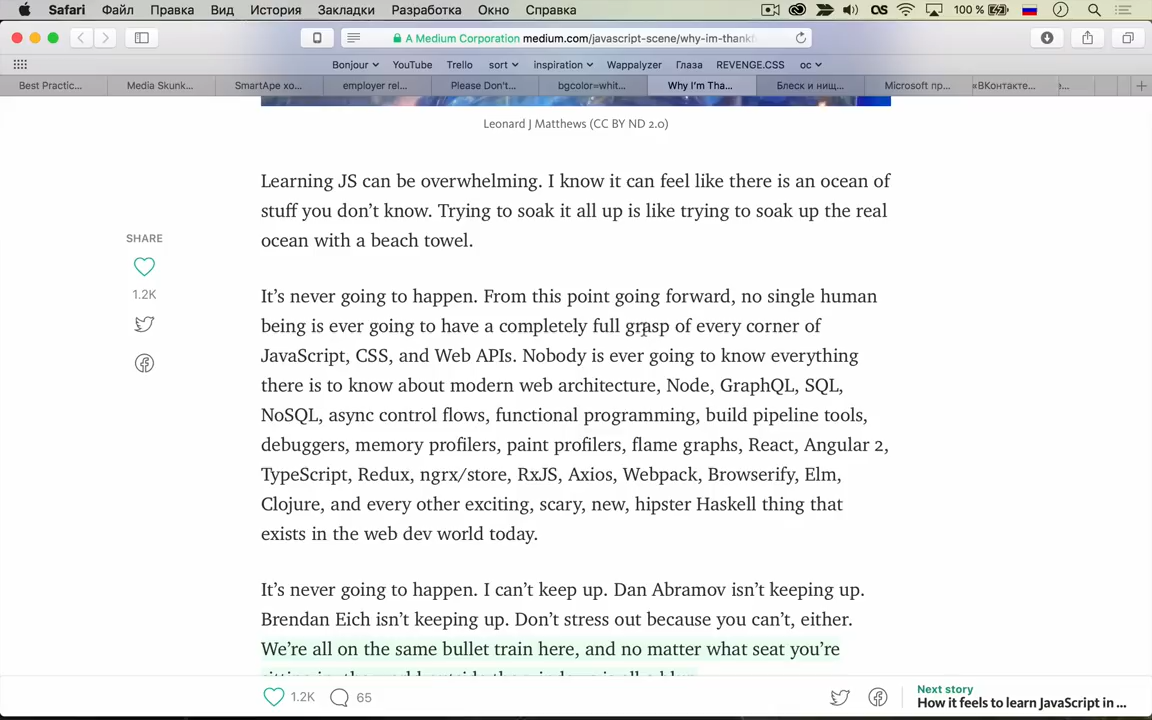 Safari Файл Правка Вид История Закладки Разработка Окно Справка 100 %
A Medium Corporation medium.com/javascript-scene/why-im-thankf
Bonjour YouTube Trello sort inspiration Wappalyzer Глаза REVENGE.CSS ос
Best Practic... Media Skunk... SmartApe хо... employer rel... Please Don't... bgcolor=whit... Why I'm Tha... Блеск и нищ... Microsoft пр... «ВКонтакте...
Leonard J Matthews (CC BY ND 2.0)
Learning JS can be overwhelming. I know it can feel like there is an ocean of
stuff you don't know. Trying to soak it all up is like trying to soak up the real
ocean with a beach towel.
SHARE
1.2K
It's never going to happen. From this point going forward, no single human
being is ever going to have a completely full grasp of every corner of
JavaScript, CSS, and Web APIs. Nobody is ever going to know everything
there is to know about modern web architecture, Node, GraphQL, SQL,
NoSQL, async control flows, functional programming, build pipeline tools,
debuggers, memory profilers, paint profilers, flame graphs, React, Angular 2,
TypeScript, Redux, ngrx/store, RxJS, Axios, Webpack, Browserify, Elm,
Clojure, and every other exciting, scary, new, hipster Haskell thing that
exists in the web dev world today.
It's never going to happen. I can't keep up. Dan Abramov isn't keeping up.
Brendan Eich isn't keeping up. Don't stress out because you can't, either.
We're all on the same bullet train here, and no matter what seat you're
1.2K 65
Next story
How it feels to learn JavaScript in ...